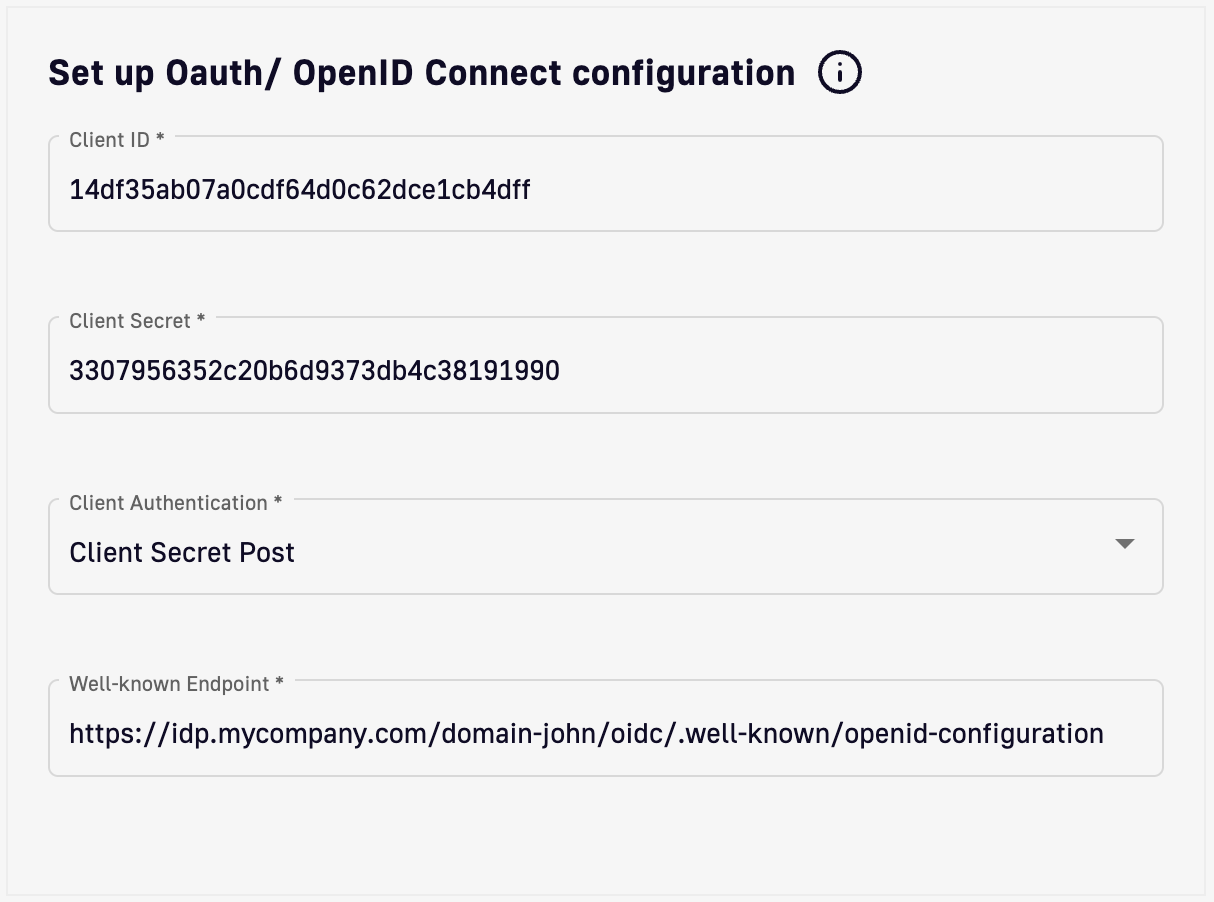 Set up Oauth/ OpenID Connect configuration
Client ID *
14df35ab07a0cdf64d0c62dce1cb4dff
Client Secret *
3307956352c20b6d9373db4c38191990
Client Authentication *
Client Secret Post
Well-known Endpoint *
https://idp.mycompany.com/domain-john/oidc/.well-known/openid-configuration